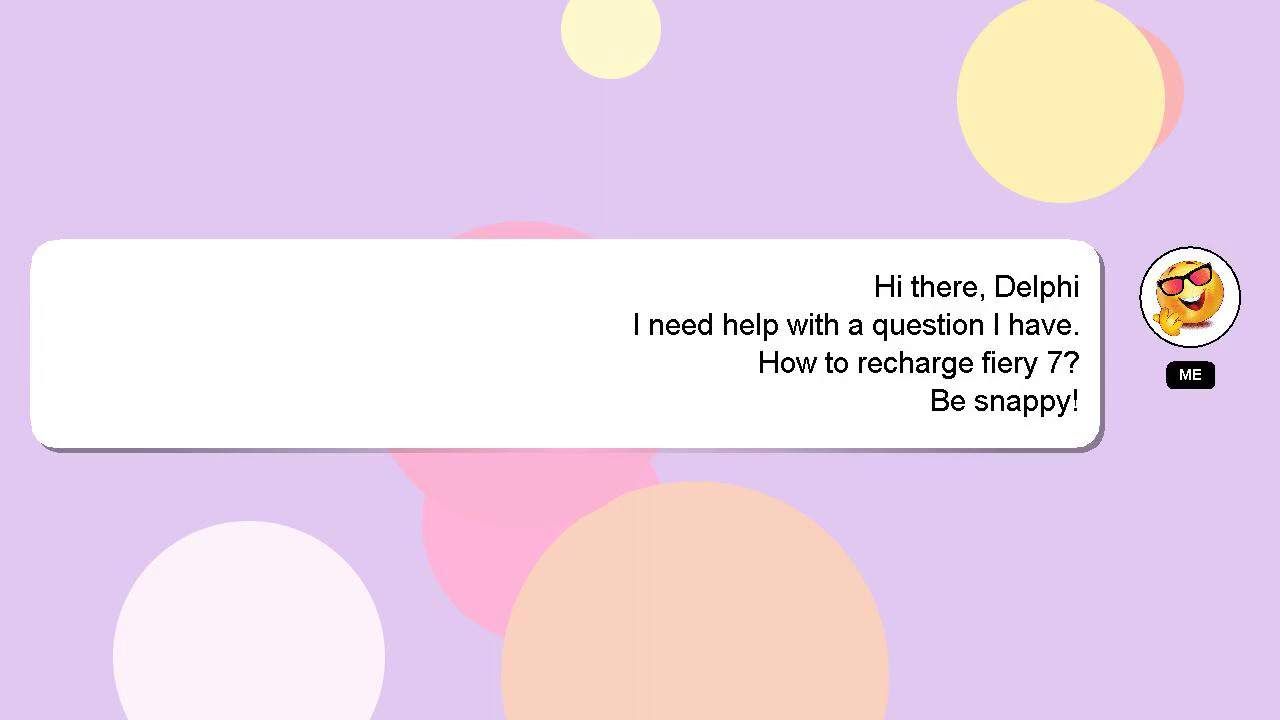 Hi there, Delphi
I need help with a question I have.
How to recharge fiery 7?
Be snappy!
ME